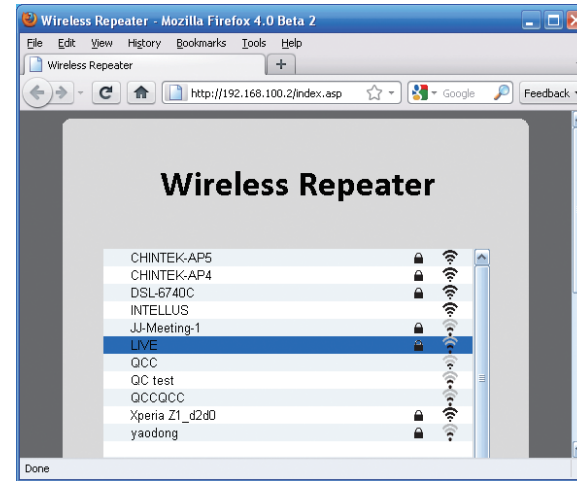 Wireless Repeater - Mozilla Firefox 4.0 Beta 2
File Edit View History Bookmarks Tools Help
Wireless Repeater +
http://192.168.100.2/index.asp Google Feedback
Wireless Repeater
CHINTEK-AP5
CHINTEK-AP4
DSL-6740C
INTELLUS
JJ-Meeting-1
LIVE
QCC
QC test
QCCQCC
Xperia Z1_d2d0
yaodong
Done